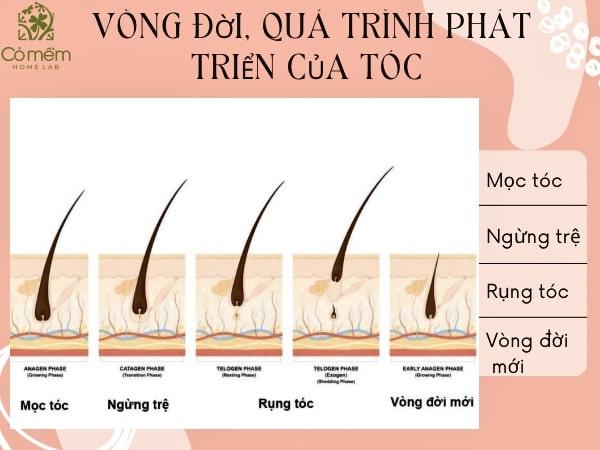 Cỏ mềm
HOME LAB
VÒNG ĐỜI, QUÁ TRÌNH PHÁT
TRIỂN CỦA TÓC
Mọc tóc
Ngừng trệ
Rụng tóc
Vòng đời
mới
ANAGEN PHASE
(Growing Phase)
CATAGEN PHASE
(Transition Phase)
TELOGEN PHASE
(Resting Phase)
TELOGEN PHASE
(Exogen)
(Shedding Phase)
EARLY ANAGEN PHASE
(Growing Phase)
Mọc tóc
Ngừng trệ
Rụng tóc
Vòng đời mới